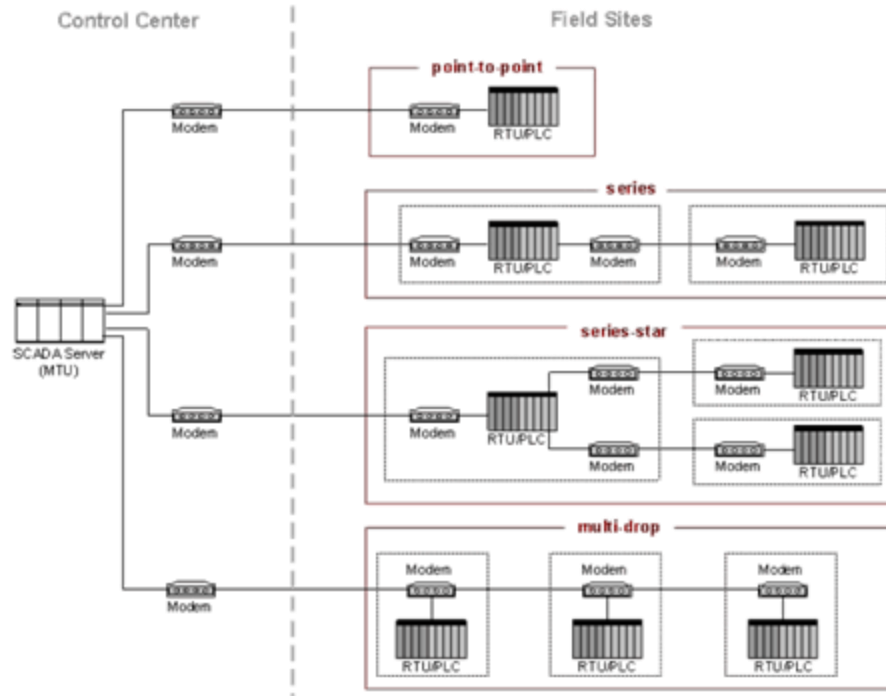 Control Center
Field Sites
point-to-point
Modem
Modem
RTU/PLC
series
Modem
Modem
RTU/PLC
Modem
Modem
RTU/PLC
SCADA Server
(MTU)
series-star
Modem
Modem
RTU/PLC
Modem
Modem
RTU/PLC
Modem
Modem
RTU/PLC
multi-drop
Modem
Modem
Modem
Modem
RTU/PLC
RTU/PLC
RTU/PLC